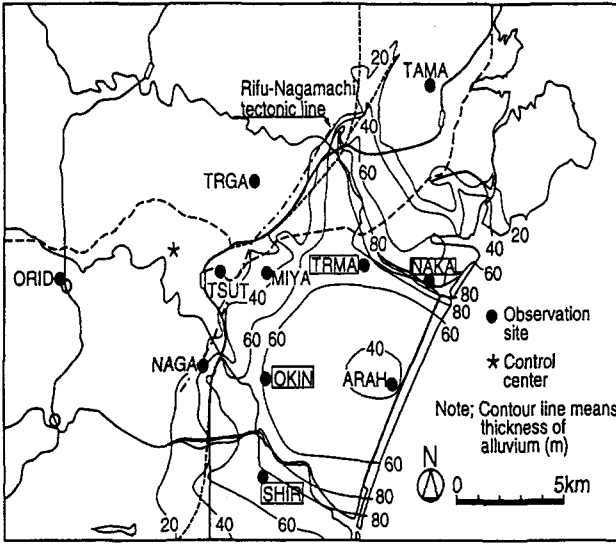 20
TAMA
Rifu-Nagamachi
tectonic line
40
60
60
TRGA
80
40
20
ORID
TSUT
MIYA
TRMA
NAKA
60
40
80
80
60
60
60
60
Observation
site
NAGA
OKIN
40
ARAH
Control
center
Note; Contour line means
thickness of
alluvium (m)
N
60
0 5km
SHIR
80
20
40
60
80